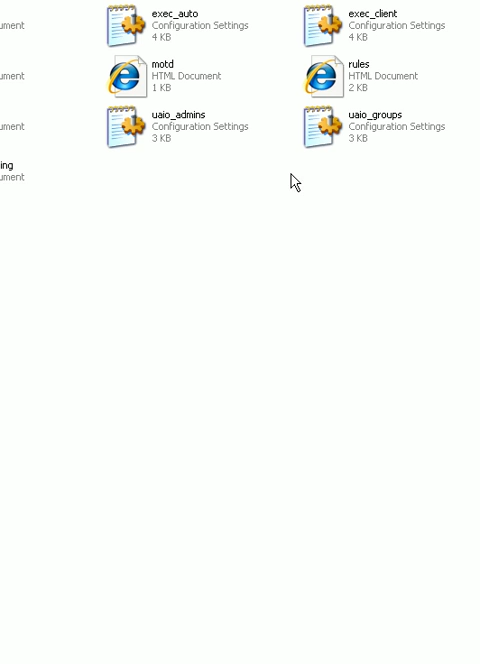 exec_auto
Configuration Settings
4 KB
exec_client
Configuration Settings
4 KB
ument
motd
HTML Document
1 KB
rules
HTML Document
2 KB
ument
uaio_admins
Configuration Settings
3 KB
uaio_groups
Configuration Settings
3 KB
ument
ing
ument